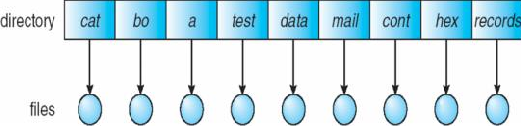 directory cat bo a test data mail cont hex records
files